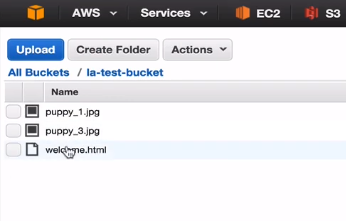 AWS Services EC2 S3
Upload Create Folder Actions
All Buckets / la-test-bucket
Name
puppy_1.jpg
puppy_3.jpg
welcome.html